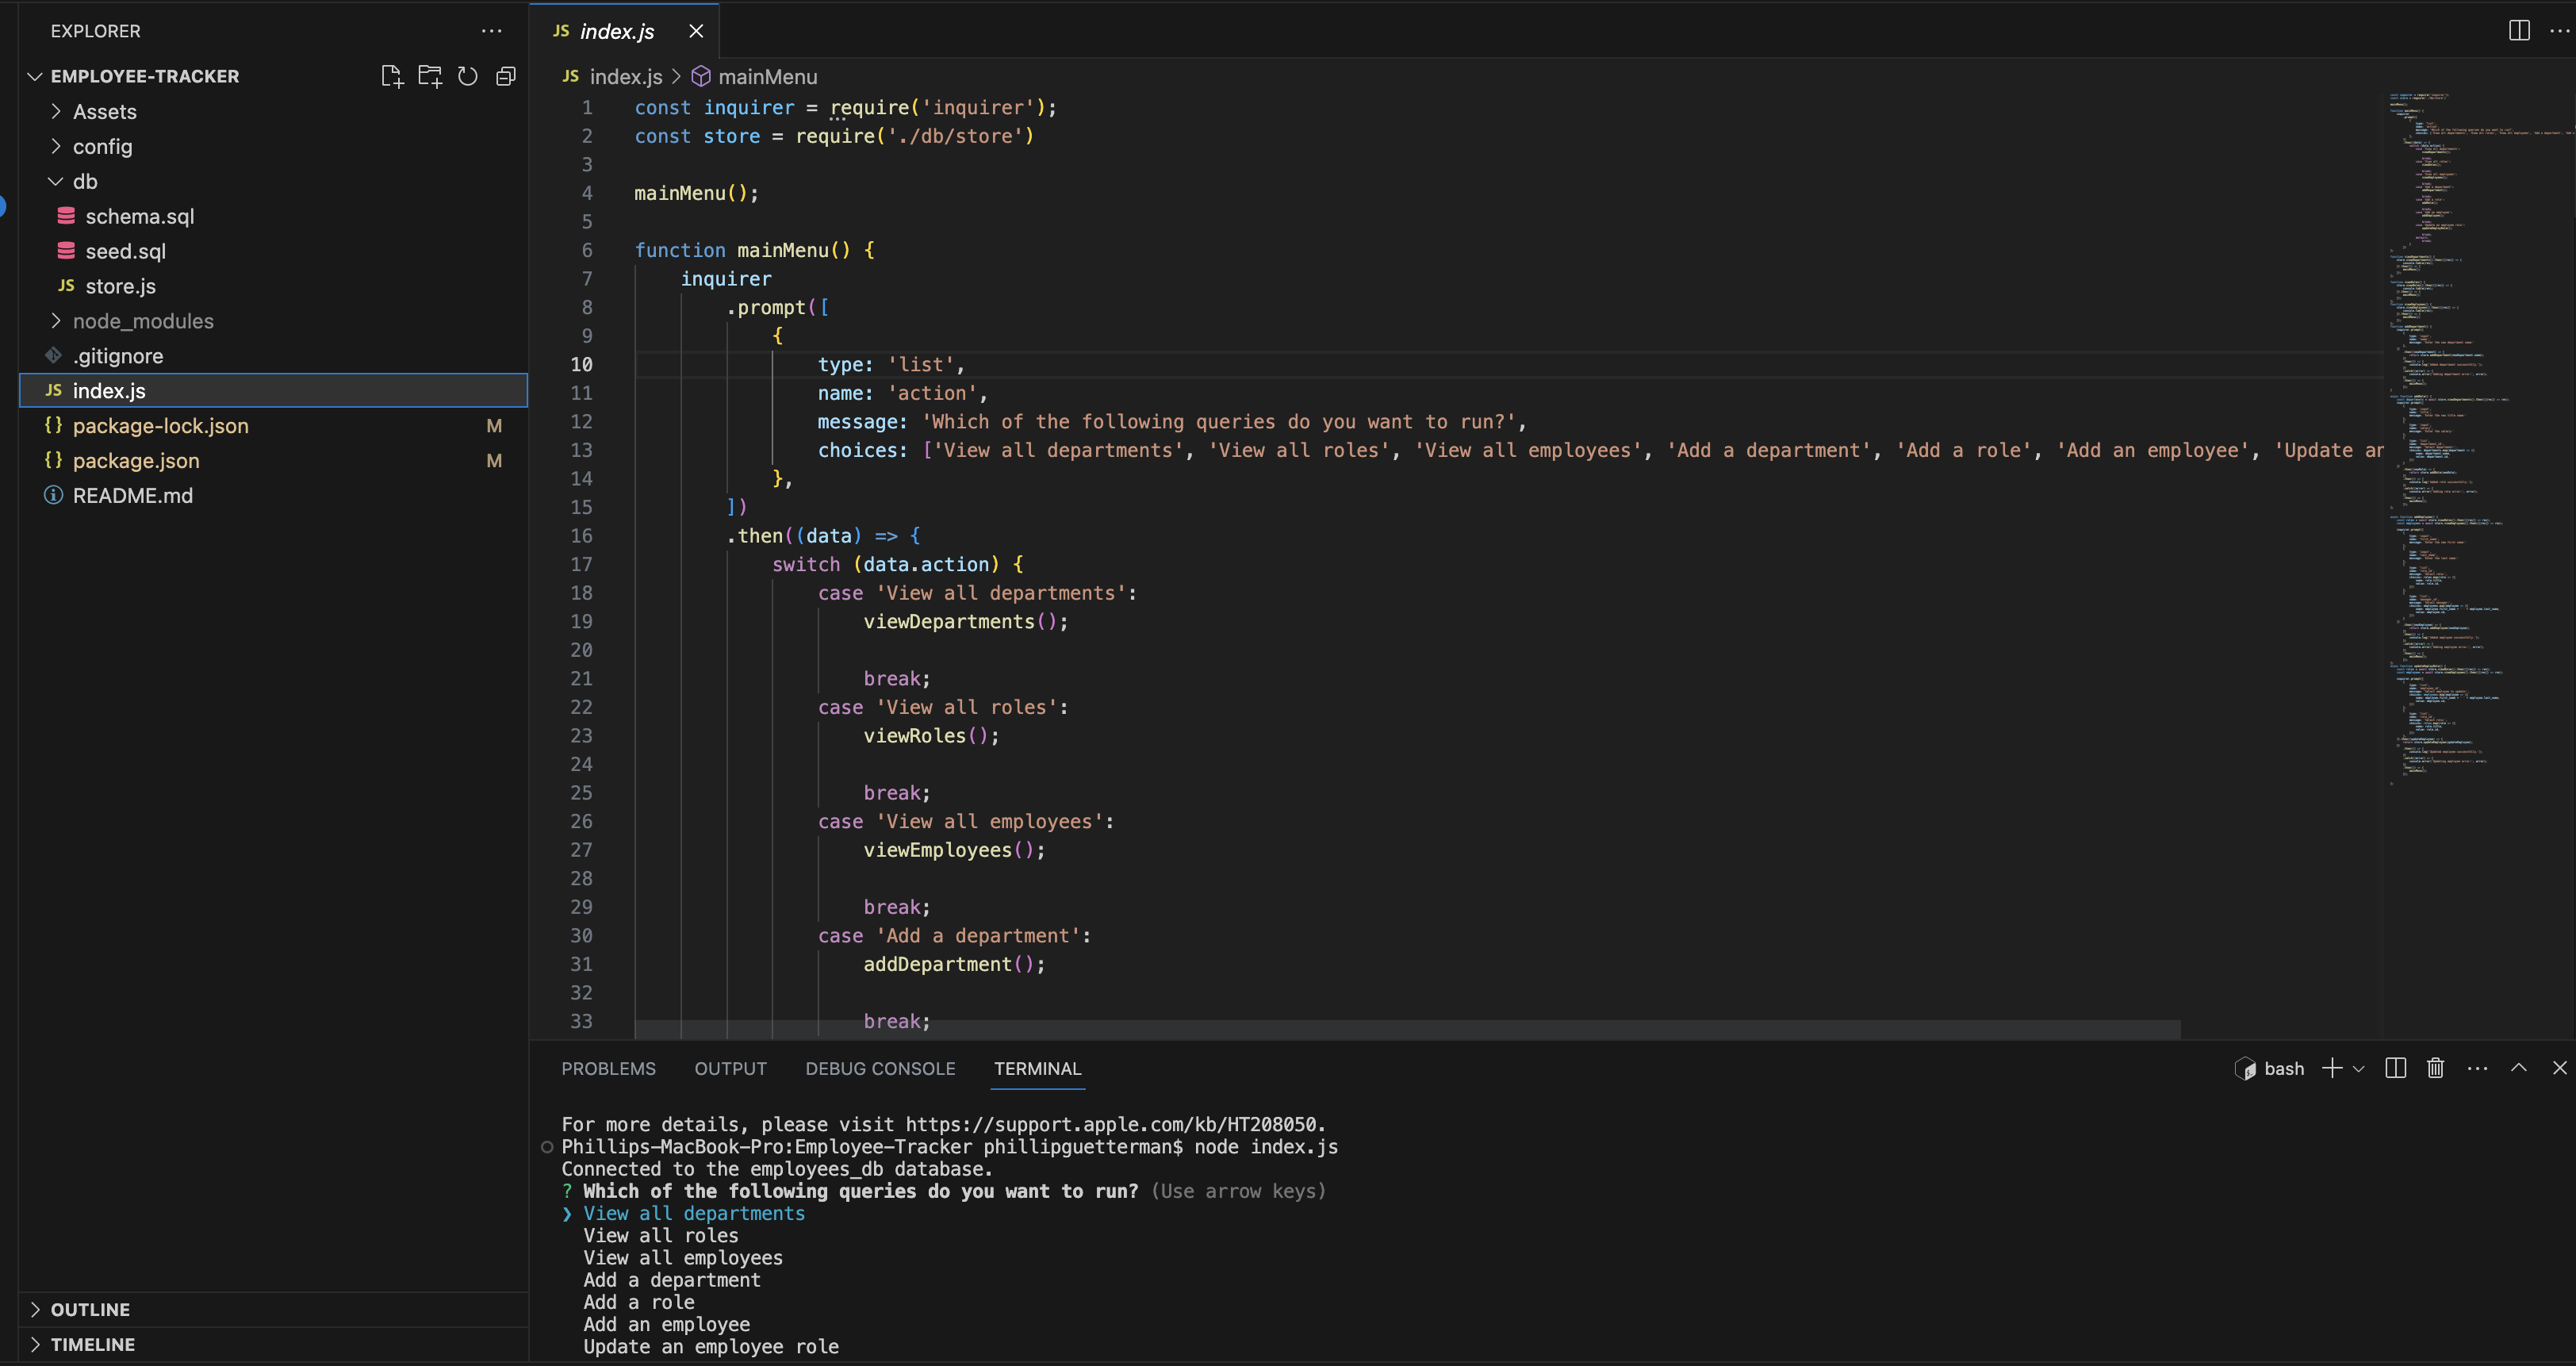 EXPLORER
EMPLOYEE-TRACKER
Assets
config
db
schema.sql
seed.sql
JS store.js
node_modules
.gitignore
JS index.js
{} package-lock.json M
{} package.json M
README.md
OUTLINE
TIMELINE
JS index.js
JS index.js > mainMenu
1 const inquirer = require('inquirer');
2 const store = require('./db/store')
3
4 mainMenu();
5
6 function mainMenu() {
7 inquirer
8 .prompt([
9 {
10 type: 'list',
11 name: 'action',
12 message: 'Which of the following queries do you want to run?',
13 choices: ['View all departments', 'View all roles', 'View all employees', 'Add a department', 'Add a role', 'Add an employee', 'Update an
14 },
15 ])
16 .then((data) => {
17 switch (data.action) {
18 case 'View all departments':
19 viewDepartments();
20
21 break;
22 case 'View all roles':
23 viewRoles();
24
25 break;
26 case 'View all employees':
27 viewEmployees();
28
29 break;
30 case 'Add a department':
31 addDepartment();
32
33 break;
PROBLEMS OUTPUT DEBUG CONSOLE TERMINAL
bash
For more details, please visit https://support.apple.com/kb/HT208050.
Phillips-MacBook-Pro:Employee-Tracker phillipguetterman$ node index.js
Connected to the employees_db database.
? Which of the following queries do you want to run? (Use arrow keys)
❯ View all departments
View all roles
View all employees
Add a department
Add a role
Add an employee
Update an employee role